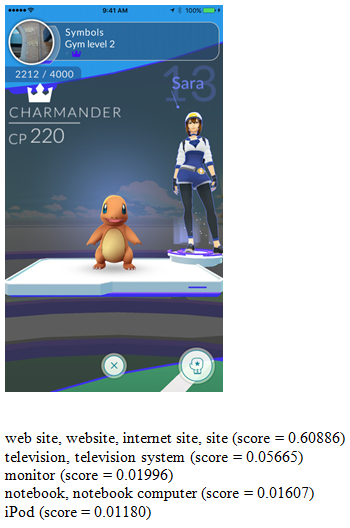 9:41 AM
100%
Symbols
Gym level 2
2212 / 4000
13
Sara
CHARMANDER
CP 220
web site, website, internet site, site (score = 0.60886)
television, television system (score = 0.05665)
monitor (score = 0.01996)
notebook, notebook computer (score = 0.01607)
iPod (score = 0.01180)